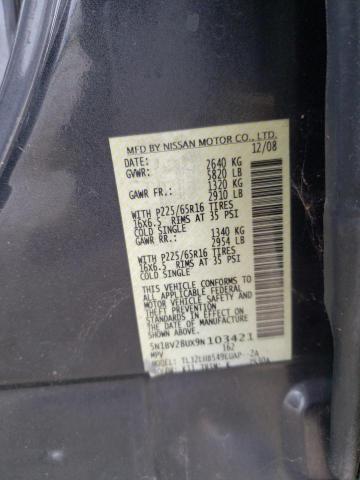 MFD BY NISSAN MOTOR CO., LTD.
DATE: 12/08
GVWR: 2640 KG
5820 LB
GAWR FR.: 1320 KG
2910 LB
WITH P225/65R16 TIRES
16X6.5 RIMS AT 35 PSI
COLD SINGLE
GAWR RR.: 1340 KG
2954 LB
WITH P225/65R16 TIRES
16X6.5 RIMS AT 35 PSI
COLD SINGLE
THIS VEHICLE CONFORMS TO
ALL APPLICABLE U.S. FEDERAL
MOTOR VEHICLE SAFETY, BUMPER
AND THEFT PREVENTION STANDARDS
IN EFFECT ON THE DATE OF
MANUFACTURE SHOWN ABOVE.
5N1BV28UX9N103421
MPV 162
MODEL: